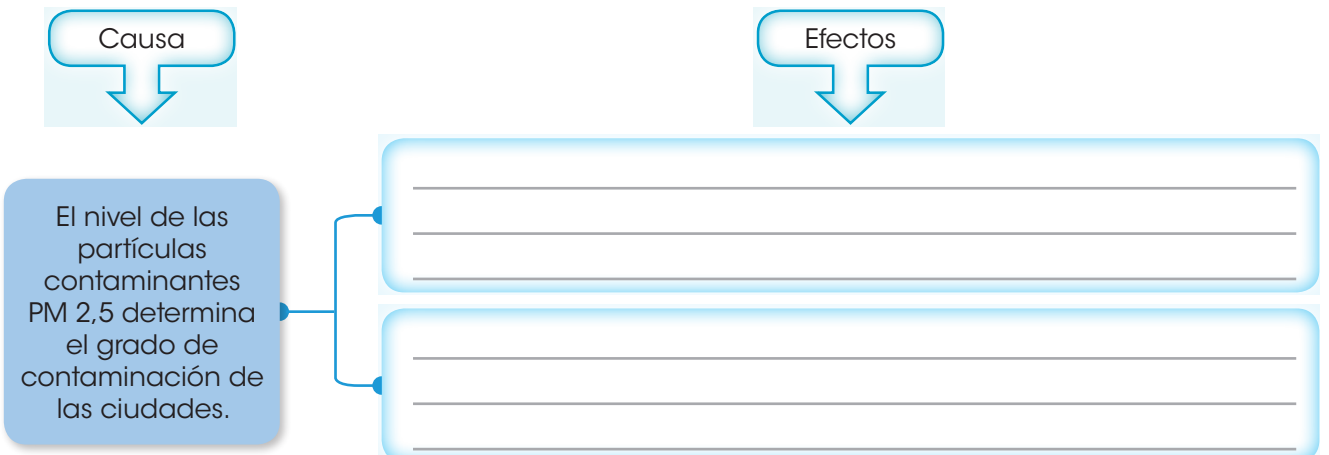 Causa
Efectos
El nivel de las
partículas
contaminantes
PM 2,5 determina
el grado de
contaminación de
las ciudades.